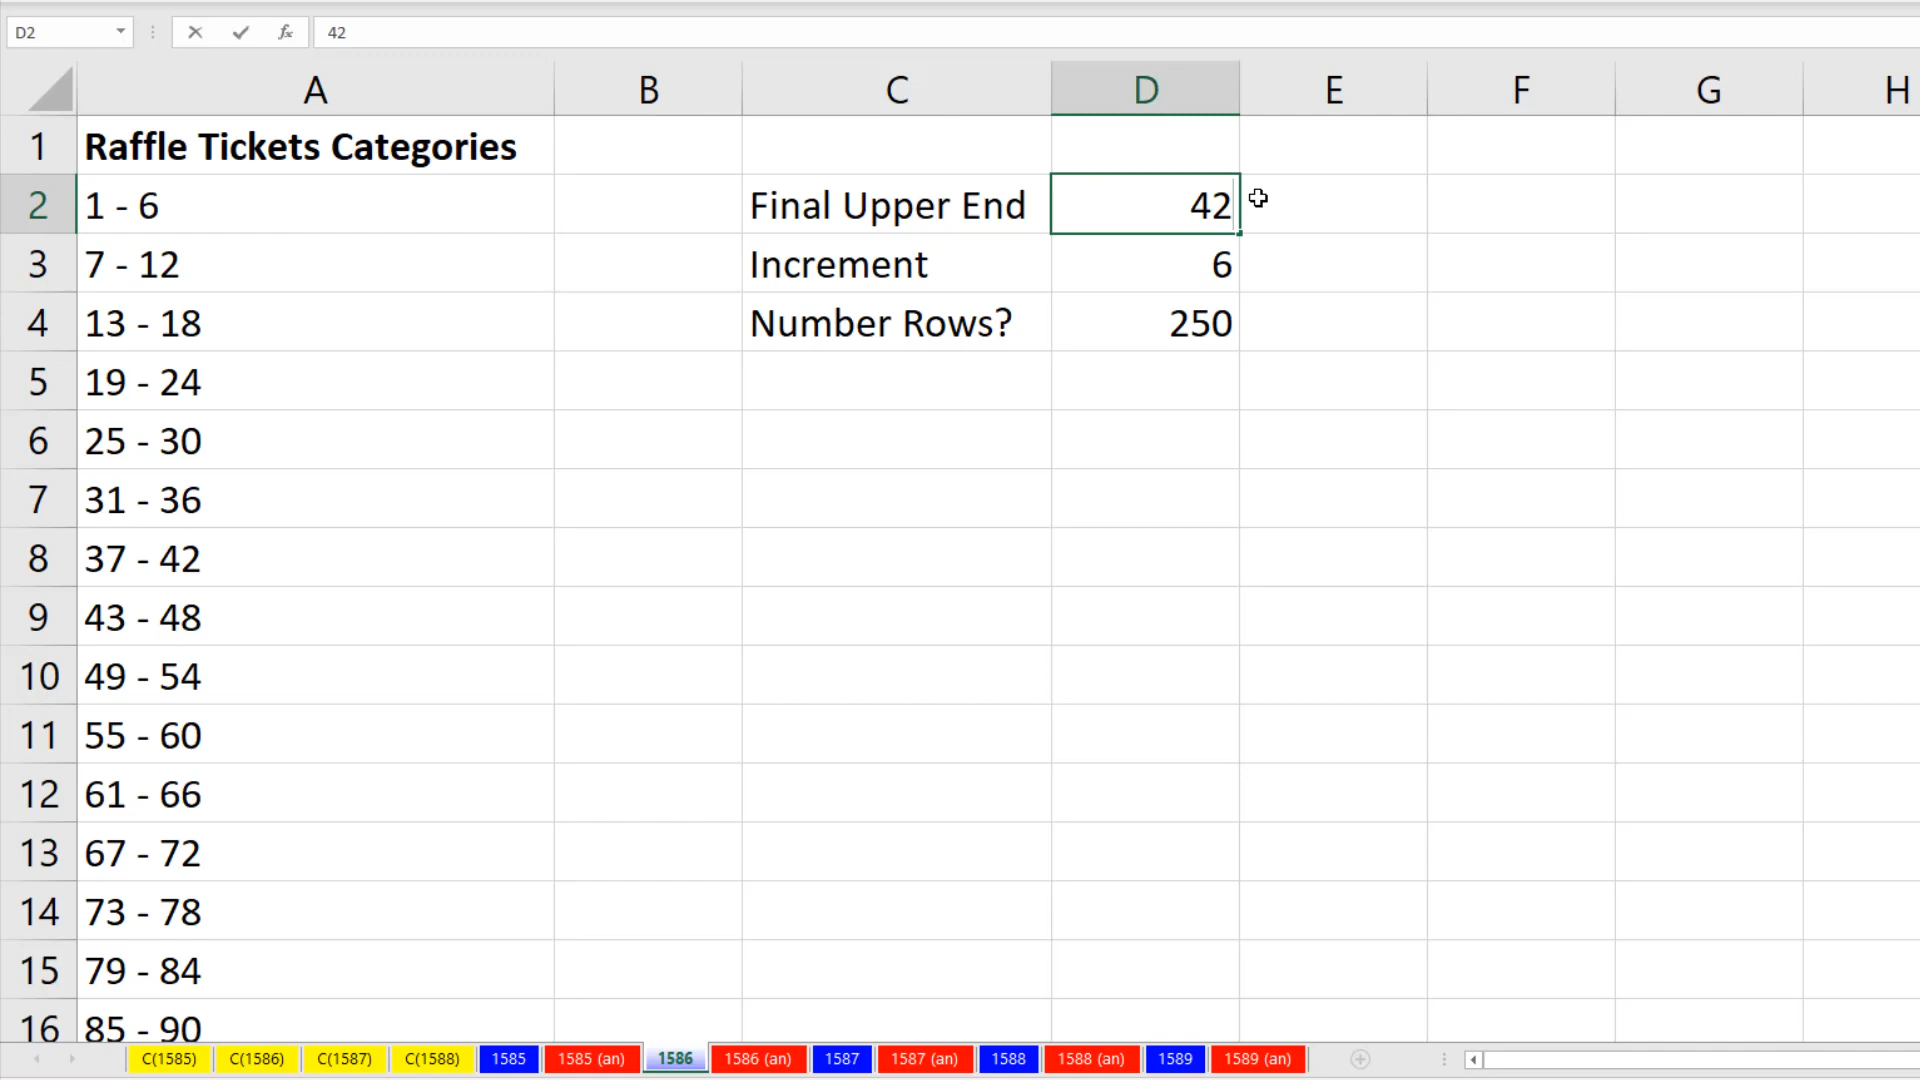 D2 fx 42
A B C D E F G H
1 Raffle Tickets Categories
2 1 - 6 Final Upper End 42
3 7 - 12 Increment 6
4 13 - 18 Number Rows? 250
5 19 - 24
6 25 - 30
7 31 - 36
8 37 - 42
9 43 - 48
10 49 - 54
11 55 - 60
12 61 - 66
13 67 - 72
14 73 - 78
15 79 - 84
16 85 - 90
C(1585) C(1586) C(1587) C(1588) 1585 1585 (an) 1586 1586 (an) 1587 1587 (an) 1588 1588 (an) 1589 1589 (an)